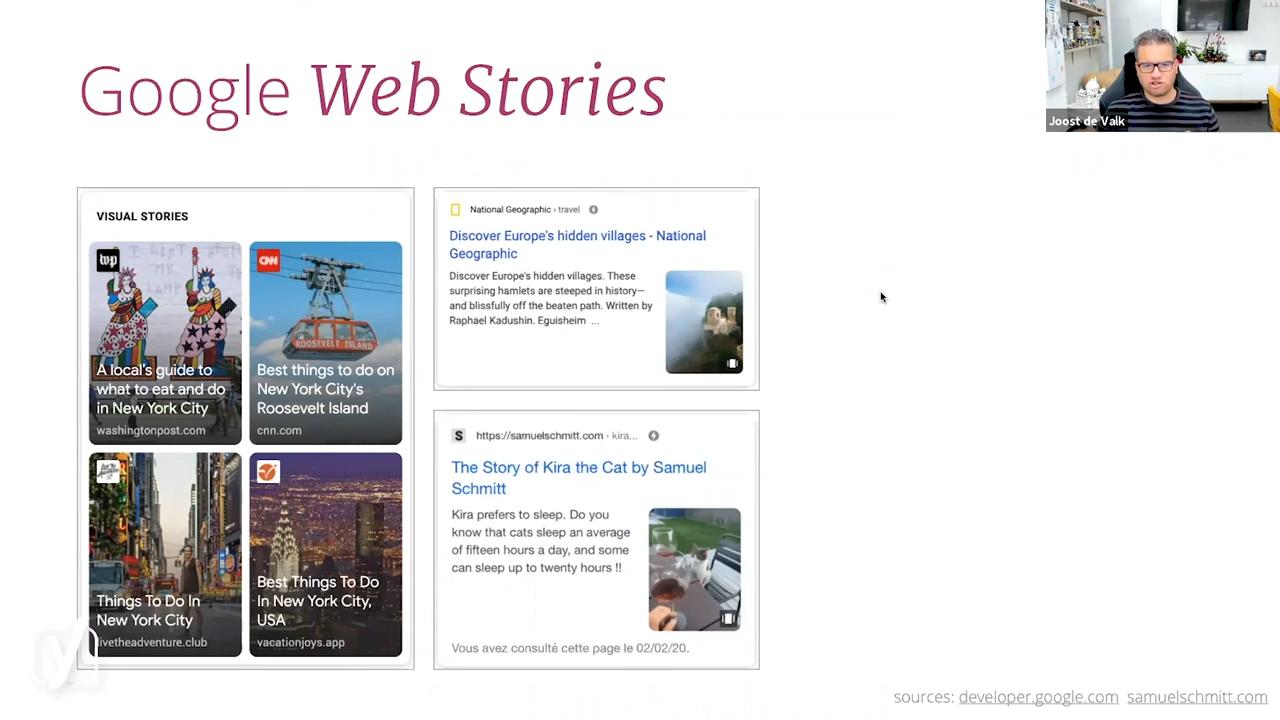 Google Web Stories
Joost de Valk
VISUAL STORIES
wp
CNN
ROOSEVELT ISLAND
A local's guide to
what to eat and do
in New York City
washingtonpost.com
Best things to do on
New York City's
Roosevelt Island
cnn.com
Things To Do In
New York City
livetheadventure.club
Best Things To Do
In New York City,
USA
vacationjoys.app
National Geographic › travel
Discover Europe's hidden villages - National
Geographic
Discover Europe's hidden villages. These
surprising hamlets are steeped in history—
and blissfully off the beaten path. Written by
Raphael Kadushin. Eguisheim ...
S https://samuelschmitt.com › kira...
The Story of Kira the Cat by Samuel
Schmitt
Kira prefers to sleep. Do you
know that cats sleep an average
of fifteen hours a day, and some
can sleep up to twenty hours !!
Vous avez consulté cette page le 02/02/20.
y
sources: developer.google.com samuelschmitt.com